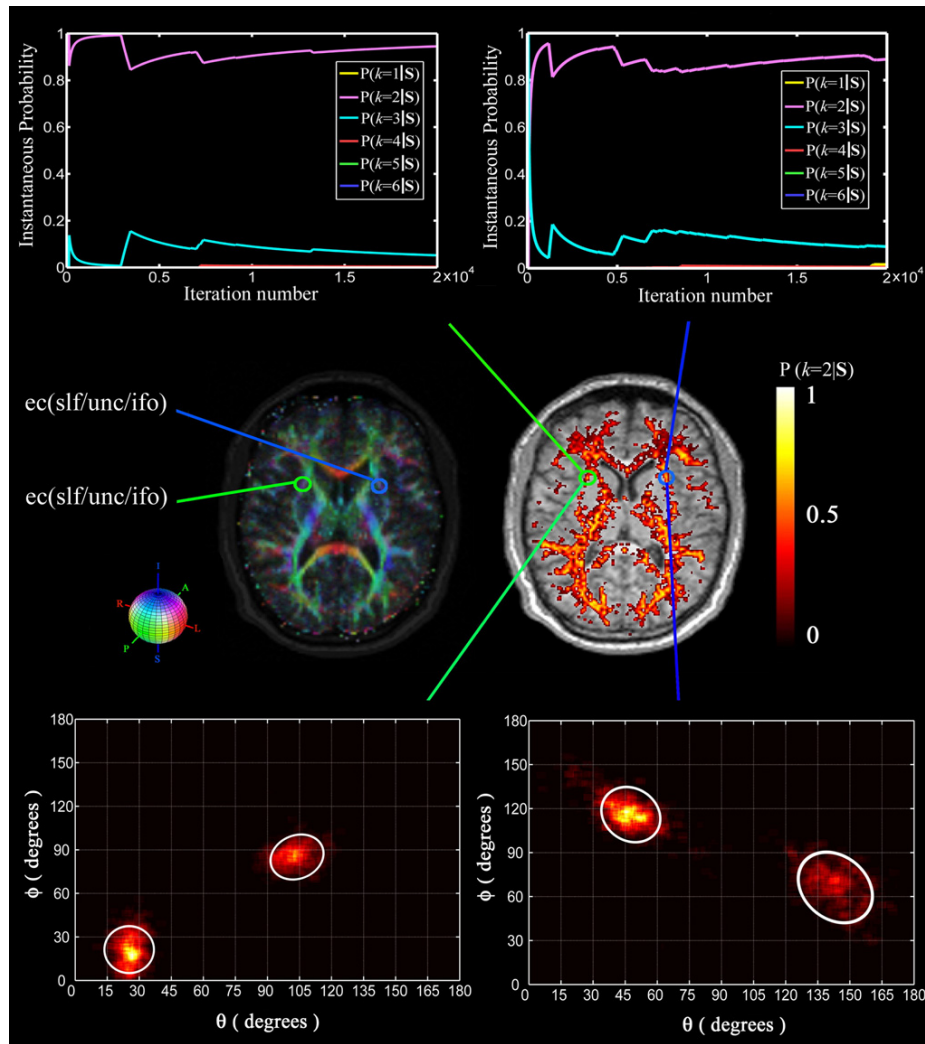 Instantaneous Probability
1
0.8
0.6
0.4
0.2
0
P(k=1|S)
P(k=2|S)
P(k=3|S)
P(k=4|S)
P(k=5|S)
P(k=6|S)
0 0.5 1 1.5 2×10⁴
Iteration number
Instantaneous Probability
1
0.8
0.6
0.4
0.2
0
P(k=1|S)
P(k=2|S)
P(k=3|S)
P(k=4|S)
P(k=5|S)
P(k=6|S)
0 0.5 1 1.5 2×10⁴
Iteration number
ec(slf/unc/ifo)
ec(slf/unc/ifo)
I
A
R
L
P
S
P (k=2|S)
1
0.5
0
ϕ ( degrees )
180
150
120
90
60
30
0
0 15 30 45 60 75 90 105 120 135 150 165 180
θ ( degrees )
ϕ ( degrees )
180
150
120
90
60
30
0 15 30 45 60 75 90 105 120 135 150 165 180
θ ( degrees )